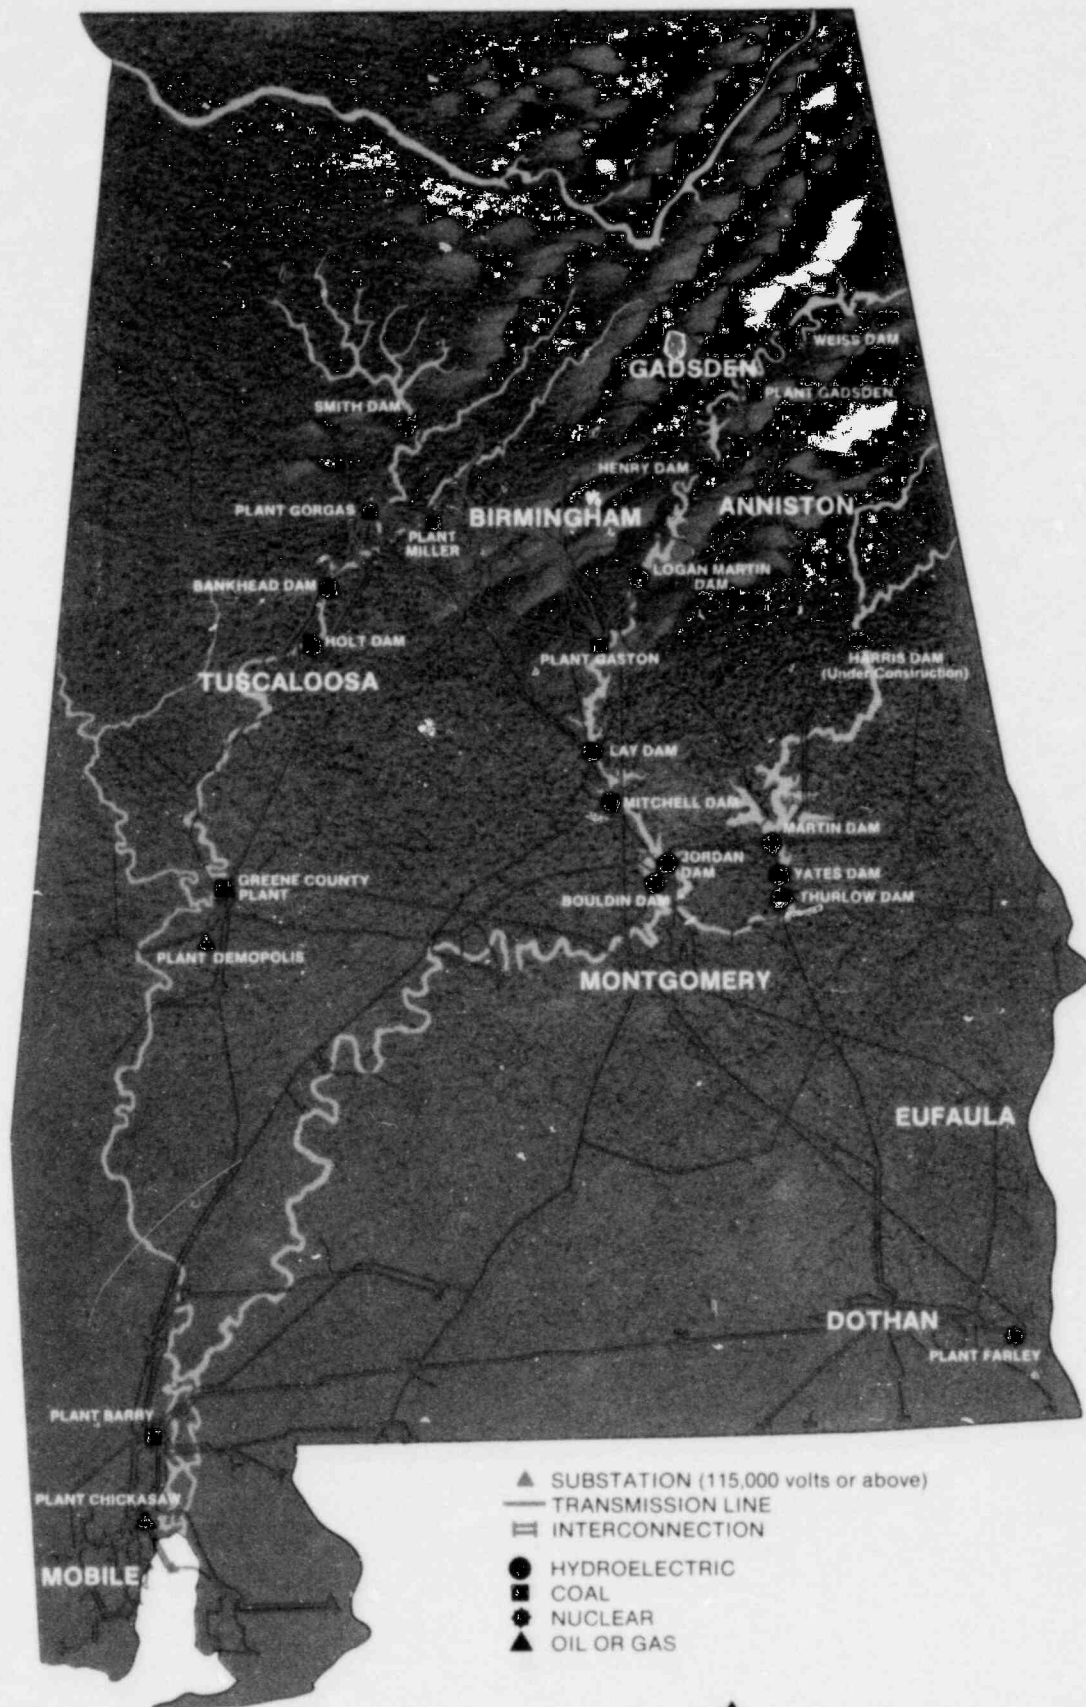 WEISS DAM
GADSDEN
PLANT GADSDEN
SMITH DAM
HENRY DAM
PLANT GORGAS
BIRMINGHAM
ANNISTON
PLANT
MILLER
LOGAN MARTIN
DAM
BANKHEAD DAM
HOLT DAM
PLANT GASTON
HARRIS DAM
(Under Construction)
TUSCALOOSA
LAY DAM
MITCHELL DAM
MARTIN DAM
JORDAN
DAM
YATES DAM
GREENE COUNTY
PLANT
BOULDIN DAM
THURLOW DAM
PLANT DEMOPOLIS
MONTGOMERY
EUFAULA
DOTHAN
PLANT FARLEY
PLANT BARRY
PLANT CHICKASAW
MOBILE
SUBSTATION (115,000 volts or above)
TRANSMISSION LINE
INTERCONNECTION
HYDROELECTRIC
COAL
NUCLEAR
OIL OR GAS